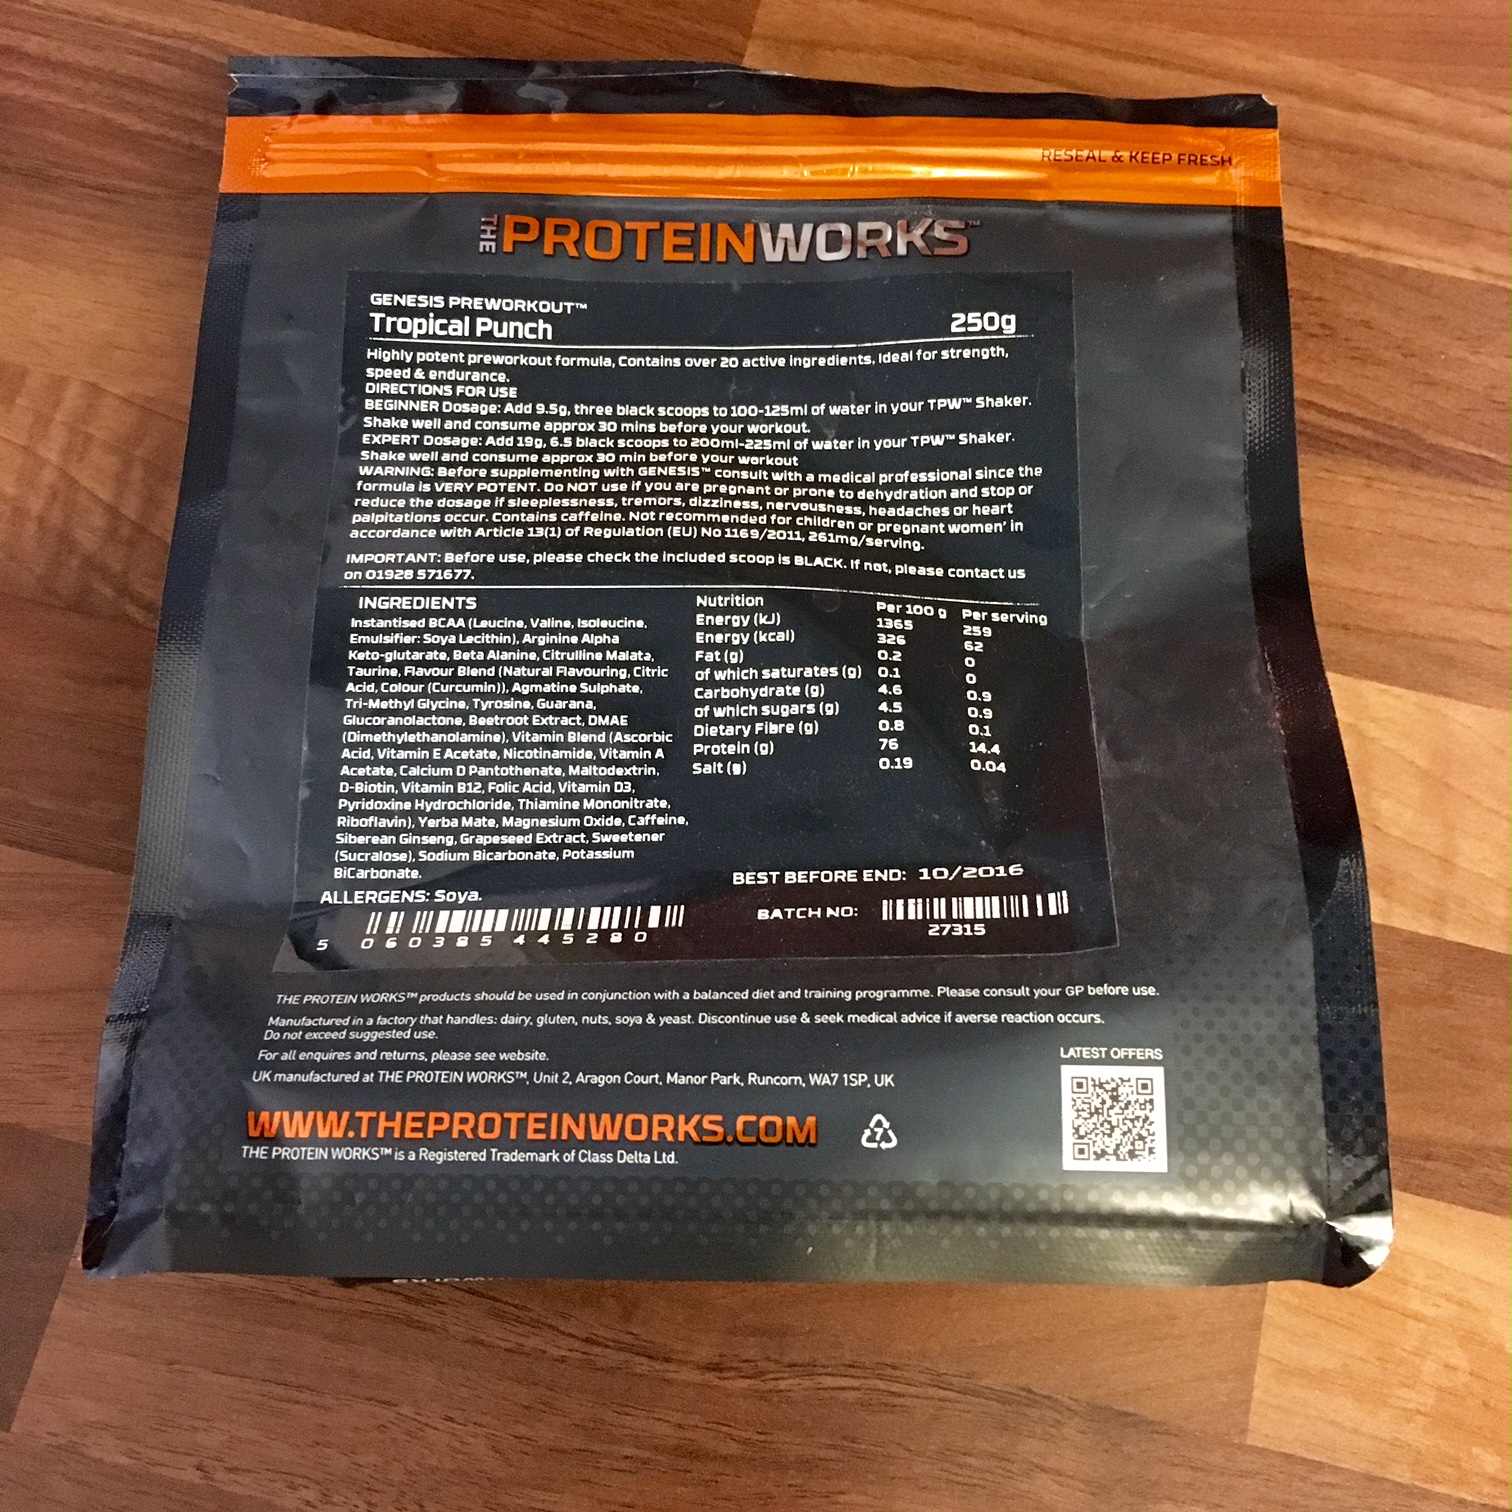 RESEAL & KEEP FRESH
THE PROTEINWORKS™
GENESIS PREWORKOUT™
Tropical Punch 250g
Highly potent preworkout formula, Contains over 20 active ingredients, Ideal for strength,
speed & endurance.
DIRECTIONS FOR USE
BEGINNER Dosage: Add 9.5g, three black scoops to 100-125ml of water in your TPW™ Shaker.
Shake well and consume approx 30 mins before your workout.
EXPERT Dosage: Add 19g, 6.5 black scoops to 200ml-225ml of water in your TPW™ Shaker.
Shake well and consume approx 30 min before your workout
WARNING: Before supplementing with GENESIS™ consult with a medical professional since the
formula is VERY POTENT. Do NOT use if you are pregnant or prone to dehydration and stop or
reduce the dosage if sleeplessness, tremors, dizziness, nervousness, headaches or heart
palpitations occur. Contains caffeine. Not recommended for children or pregnant women' in
accordance with Article 13(1) of Regulation (EU) No 1169/2011, 261mg/serving.
IMPORTANT: Before use, please check the included scoop is BLACK. If not, please contact us
on 01928 571677.
INGREDIENTS
Instantised BCAA (Leucine, Valine, Isoleucine,
Emulsifier: Soya Lecithin), Arginine Alpha
Keto-glutarate, Beta Alanine, Citrulline Malata,
Taurine, Flavour Blend (Natural Flavouring, Citric
Acid, Colour (Curcumin)), Agmatine Sulphate,
Tri-Methyl Glycine, Tyrosine, Guarana,
Glucoranolactone, Beetroot Extract, DMAE
(Dimethylethanolamine), Vitamin Blend (Ascorbic
Acid, Vitamin E Acetate, Nicotinamide, Vitamin A
Acetate, Calcium D Pantothenate, Maltodextrin,
D-Biotin, Vitamin B12, Folic Acid, Vitamin D3,
Pyridoxine Hydrochloride, Thiamine Mononitrate,
Riboflavin), Yerba Mate, Magnesium Oxide, Caffeine,
Siberean Ginseng, Grapeseed Extract, Sweetener
(Sucralose), Sodium Bicarbonate, Potassium
BiCarbonate.
ALLERGENS: Soya.
5 060385 445280
Nutrition Per 100 g Per serving
Energy (kJ) 1365 259
Energy (kcal) 326 62
Fat (g) 0.2 0
of which saturates (g) 0.1 0
Carbohydrate (g) 4.6 0.9
of which sugars (g) 4.5 0.9
Dietary Fibre (g) 0.8 0.1
Protein (g) 76 14.4
Salt (g) 0.19 0.04
BEST BEFORE END: 10/2016
BATCH NO:
27315
THE PROTEIN WORKS™ products should be used in conjunction with a balanced diet and training programme. Please consult your GP before use.
Manufactured in a factory that handles: dairy, gluten, nuts, soya & yeast. Discontinue use & seek medical advice if averse reaction occurs.
Do not exceed suggested use.
For all enquires and returns, please see website.
UK manufactured at THE PROTEIN WORKS™, Unit 2, Aragon Court, Manor Park, Runcorn, WA7 1SP, UK
WWW.THEPROTEINWORKS.COM
THE PROTEIN WORKS™ is a Registered Trademark of Class Delta Ltd.
7
LATEST OFFERS